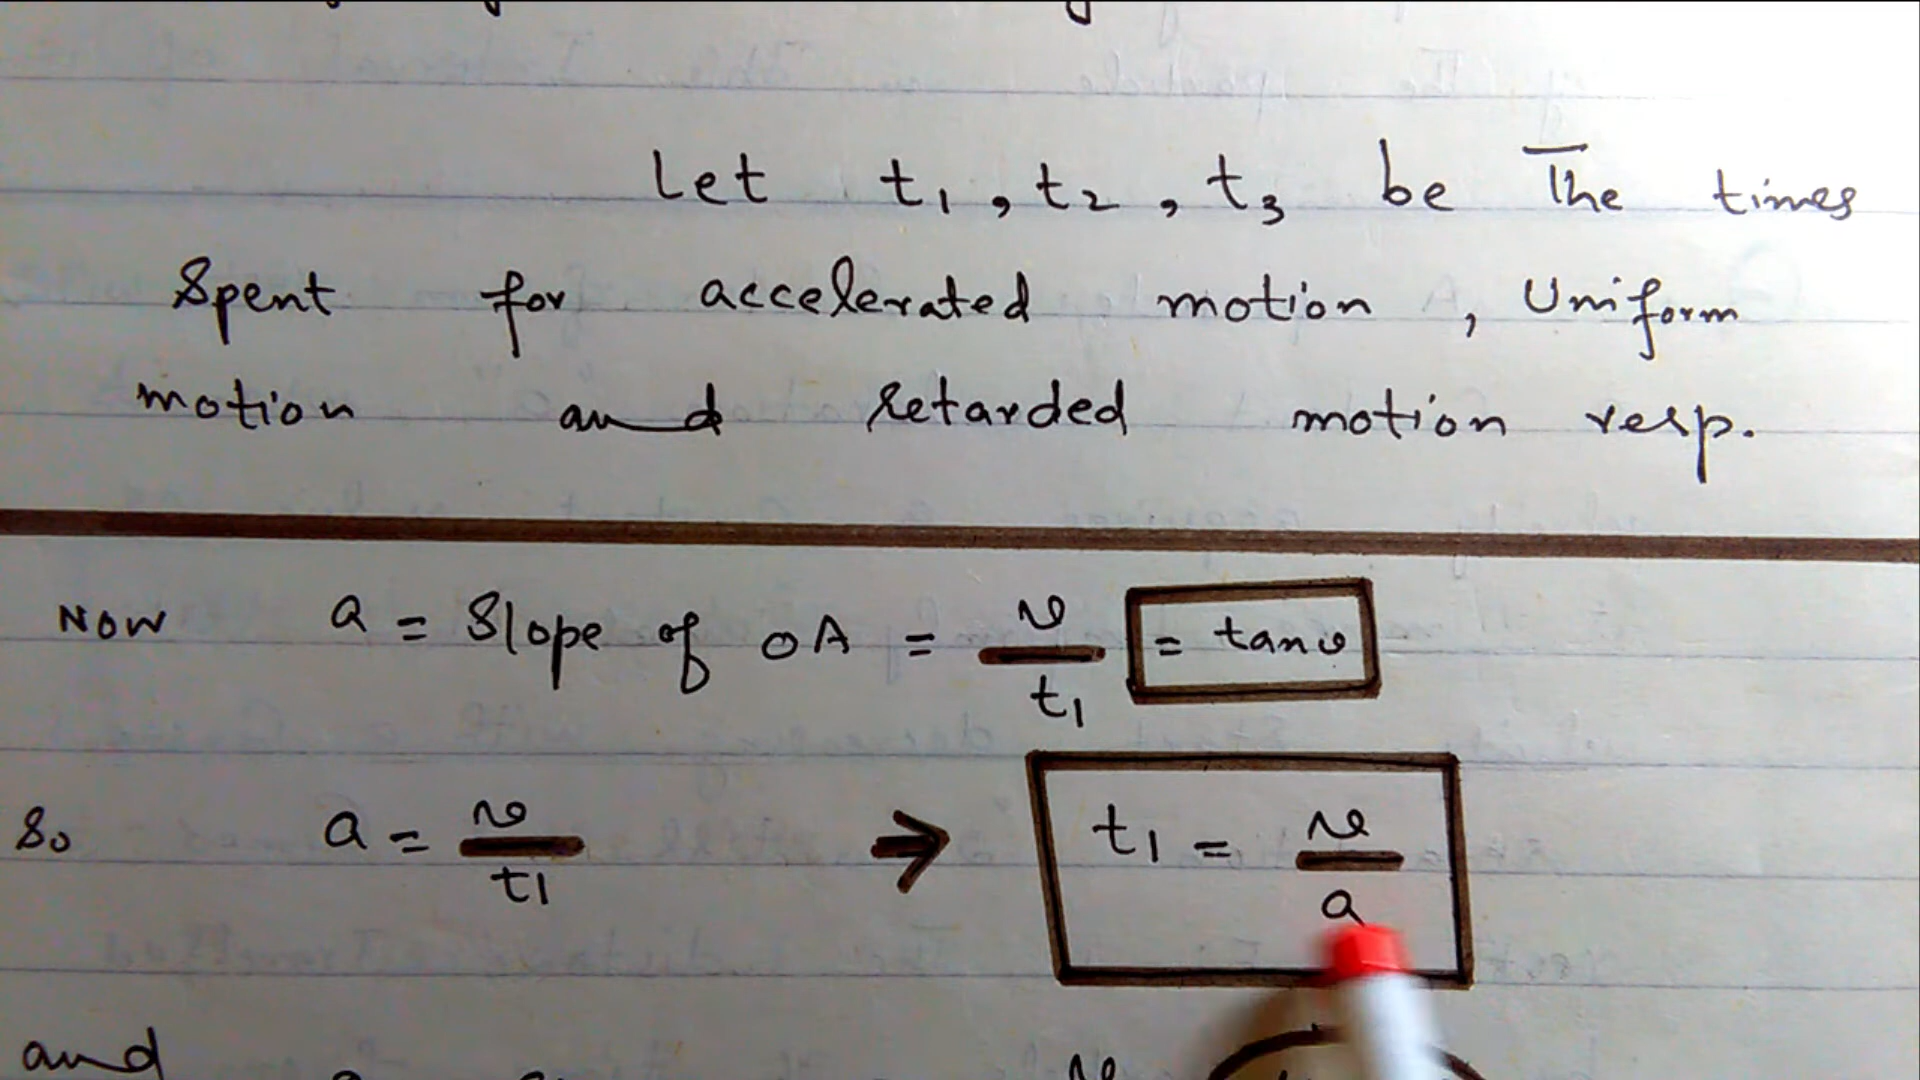 Let t1, t2, t3 be The times
Spent for accelerated motion, Uniform
motion and retarded motion resp.
NOW a = Slope of OA = v/t1 = tanθ
So a = v/t1 → t1 = v/a
and